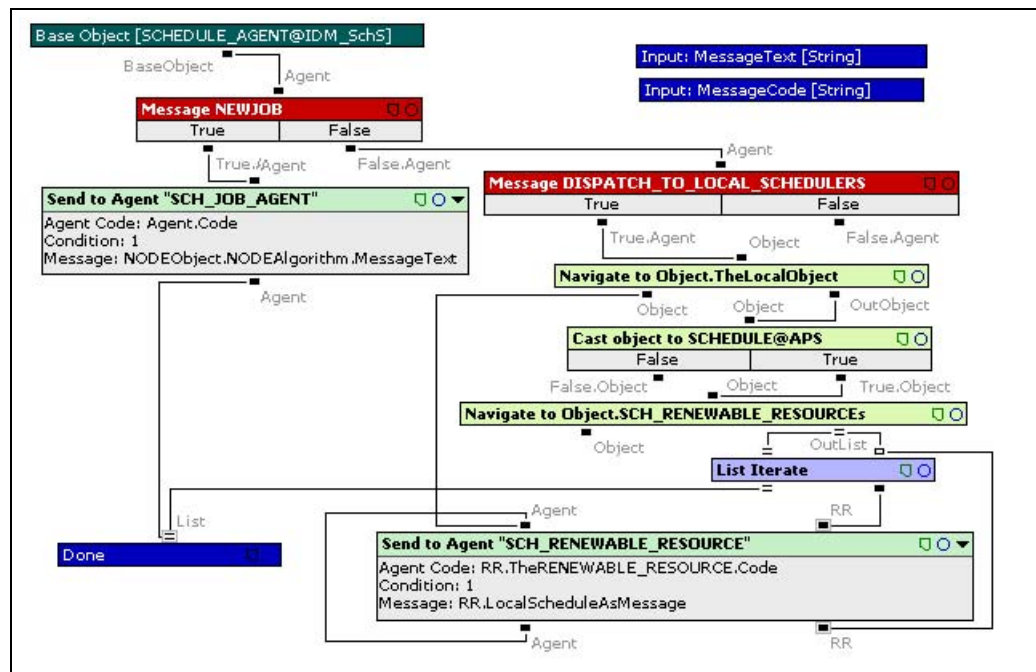 Base Object [SCHEDULE_AGENT@IDM_SchS]
BaseObject
Agent
Input: MessageText [String]
Input: MessageCode [String]
Message NEWJOB
True False
True.Agent False.Agent
Agent
Send to Agent "SCH_JOB_AGENT"
Agent Code: Agent.Code
Condition: 1
Message: NODEObject.NODEAlgorithm.MessageText
Agent
Message DISPATCH_TO_LOCAL_SCHEDULERS
True False
True.Agent Object False.Agent
Navigate to Object.TheLocalObject
Object Object OutObject
Cast object to SCHEDULE@APS
False True
False.Object Object True.Object
Navigate to Object.SCH_RENEWABLE_RESOURCEs
Object OutList
List Iterate
List
Done
Agent RR
Send to Agent "SCH_RENEWABLE_RESOURCE"
Agent Code: RR.TheRENEWABLE_RESOURCE.Code
Condition: 1
Message: RR.LocalScheduleAsMessage
Agent RR